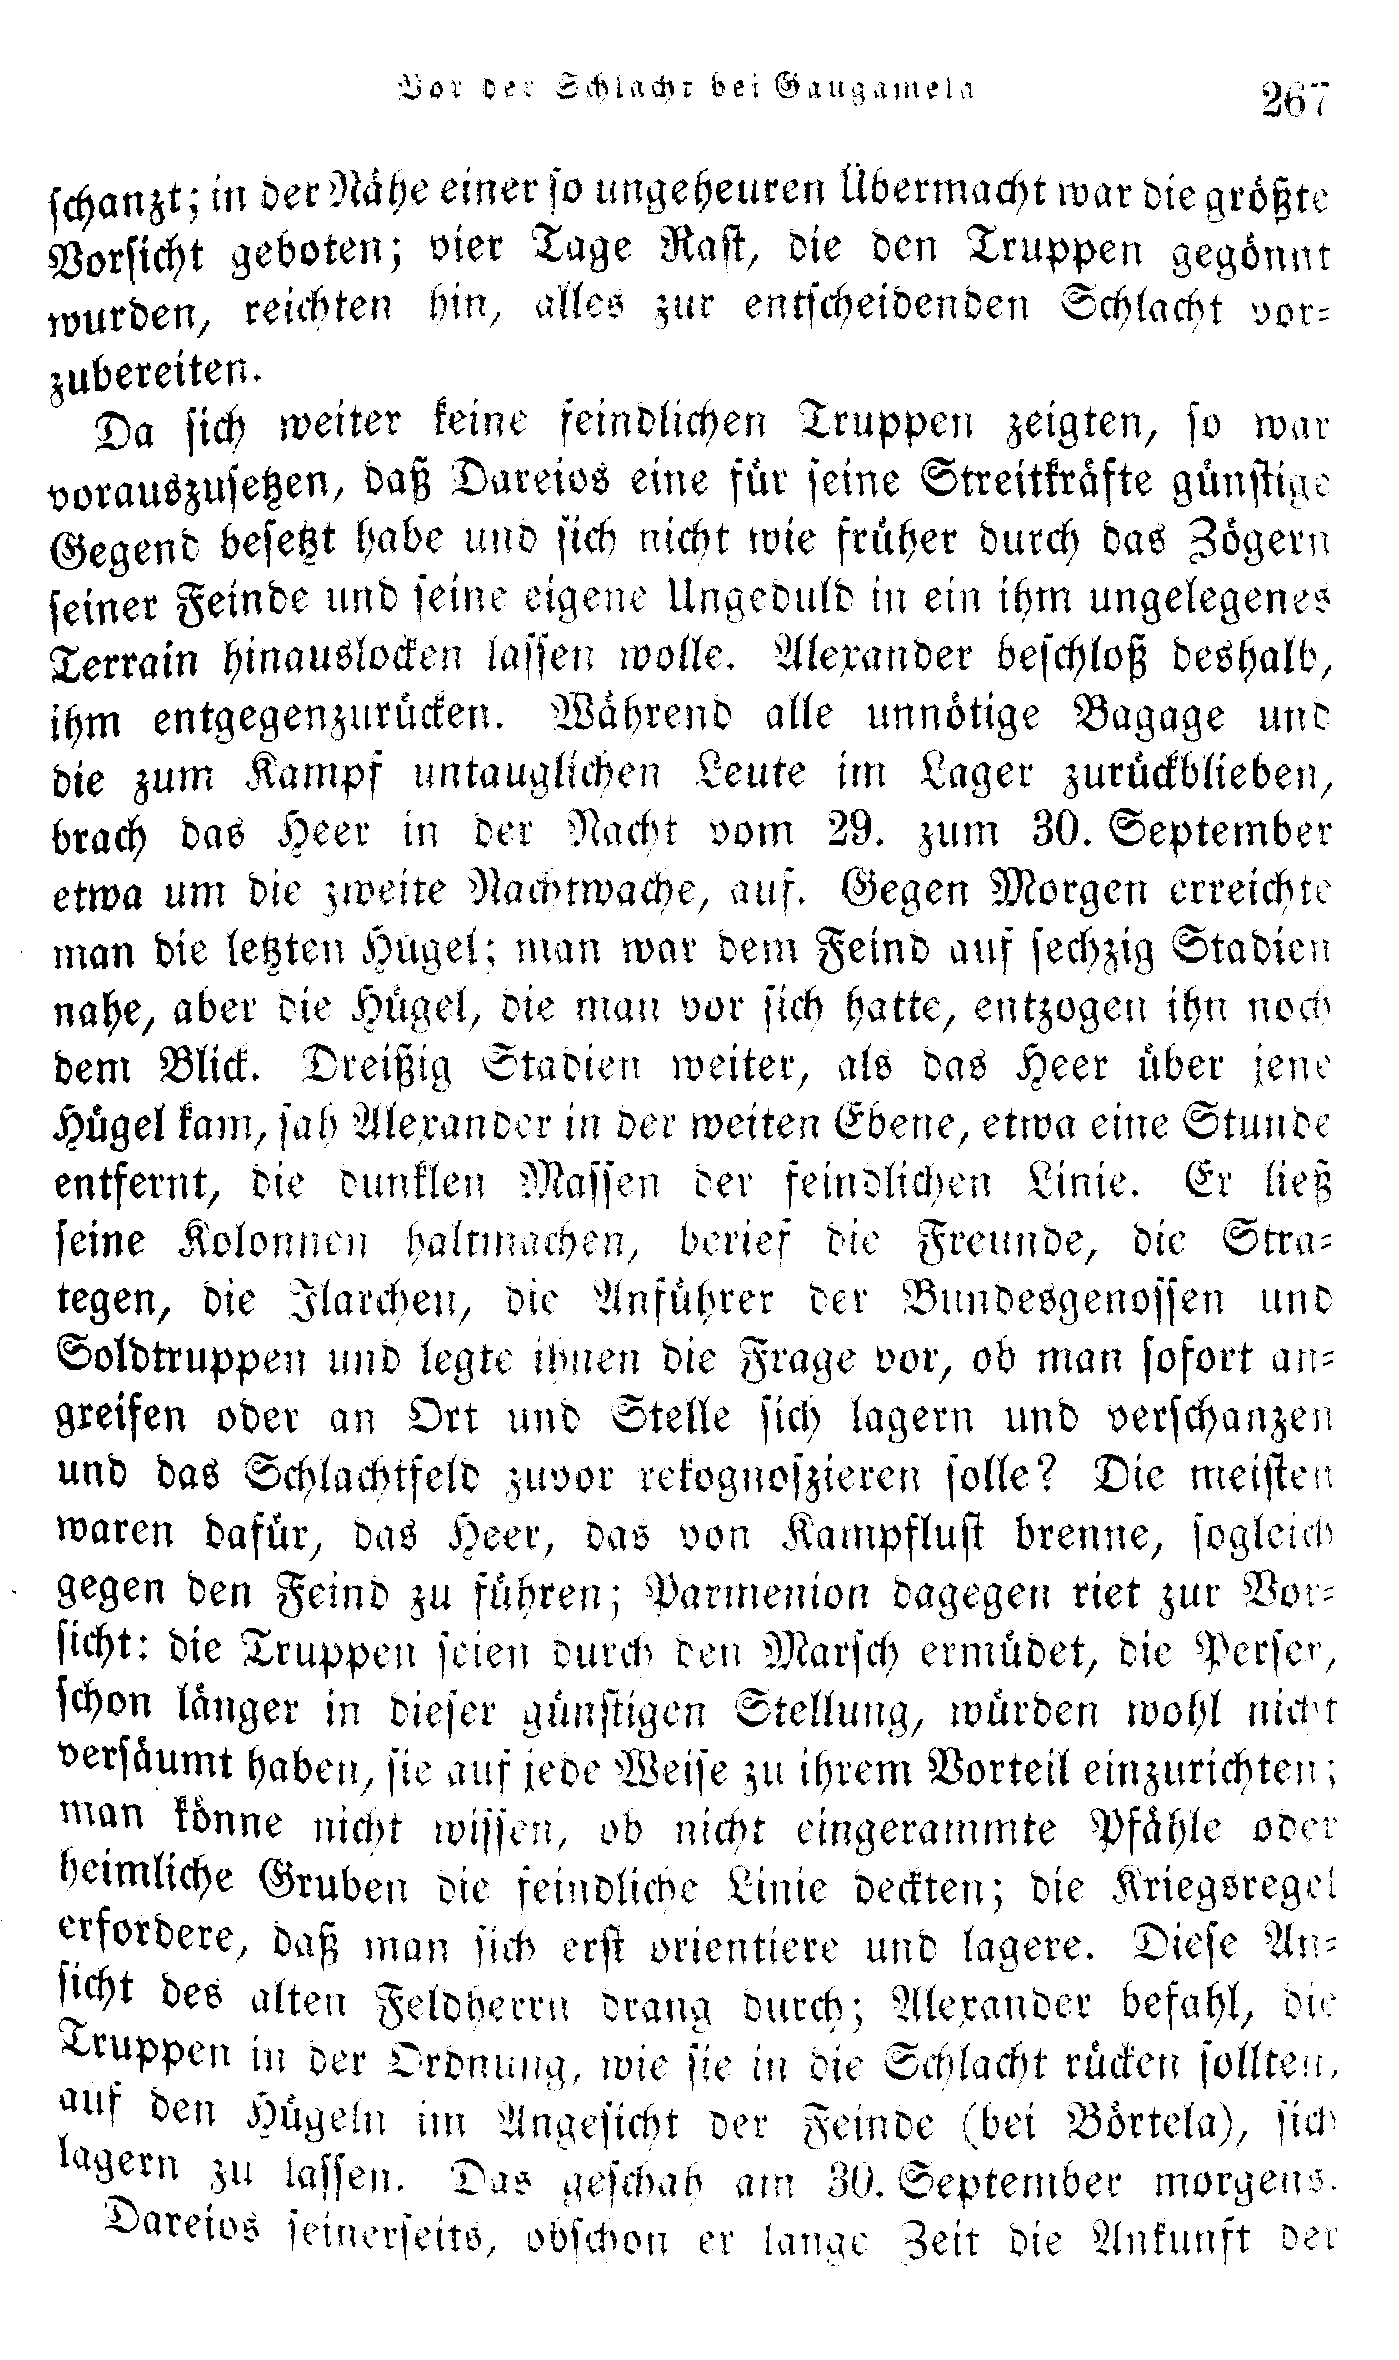 Vor der Schlacht bei Gaugamela 267
schanzt; in der Nähe einer so ungeheuren Übermacht war die größte
Vorsicht geboten; vier Tage Rast, die den Truppen gegönnt
wurden, reichten hin, alles zur entscheidenden Schlacht vor-
zubereiten.
Da sich weiter keine feindlichen Truppen zeigten, so war
vorauszusetzen, daß Dareios eine für seine Streitkräfte günstige
Gegend besetzt habe und sich nicht wie früher durch das Zögern
seiner Feinde und seine eigene Ungeduld in ein ihm ungelegenes
Terrain hinauslocken lassen wolle. Alexander beschloß deshalb,
ihm entgegenzurücken. Während alle unnötige Bagage und
die zum Kampf untauglichen Leute im Lager zurückblieben,
brach das Heer in der Nacht vom 29. zum 30. September
etwa um die zweite Nachtwache, auf. Gegen Morgen erreichte
man die letzten Hügel; man war dem Feind auf sechzig Stadien
nahe, aber die Hügel, die man vor sich hatte, entzogen ihn noch
dem Blick. Dreißig Stadien weiter, als das Heer über jene
Hügel kam, sah Alexander in der weiten Ebene, etwa eine Stunde
entfernt, die dunklen Massen der feindlichen Linie. Er ließ
seine Kolonnen haltmachen, berief die Freunde, die Stra-
tegen, die Ilarchen, die Anführer der Bundesgenossen und
Soldtruppen und legte ihnen die Frage vor, ob man sofort an-
greifen oder an Ort und Stelle sich lagern und verschanzen
und das Schlachtfeld zuvor rekognoszieren solle? Die meisten
waren dafür, das Heer, das von Kampflust brenne, sogleich
gegen den Feind zu führen; Parmenion dagegen riet zur Vor-
sicht: die Truppen seien durch den Marsch ermüdet, die Perser,
schon länger in dieser günstigen Stellung, würden wohl nicht
versäumt haben, sie auf jede Weise zu ihrem Vorteil einzurichten;
man könne nicht wissen, ob nicht eingerammte Pfähle oder
heimliche Gruben die feindliche Linie deckten; die Kriegsregel
erfordere, daß man sich erst orientiere und lagere. Diese An-
sicht des alten Feldherrn drang durch; Alexander befahl, die
Truppen in der Ordnung, wie sie in die Schlacht rücken sollten,
auf den Hügeln im Angesicht der Feinde (bei Börtela), sich
lagern zu lassen. Das geschah am 30. September morgens.
Dareios seinerseits, obschon er lange Zeit die Ankunft der